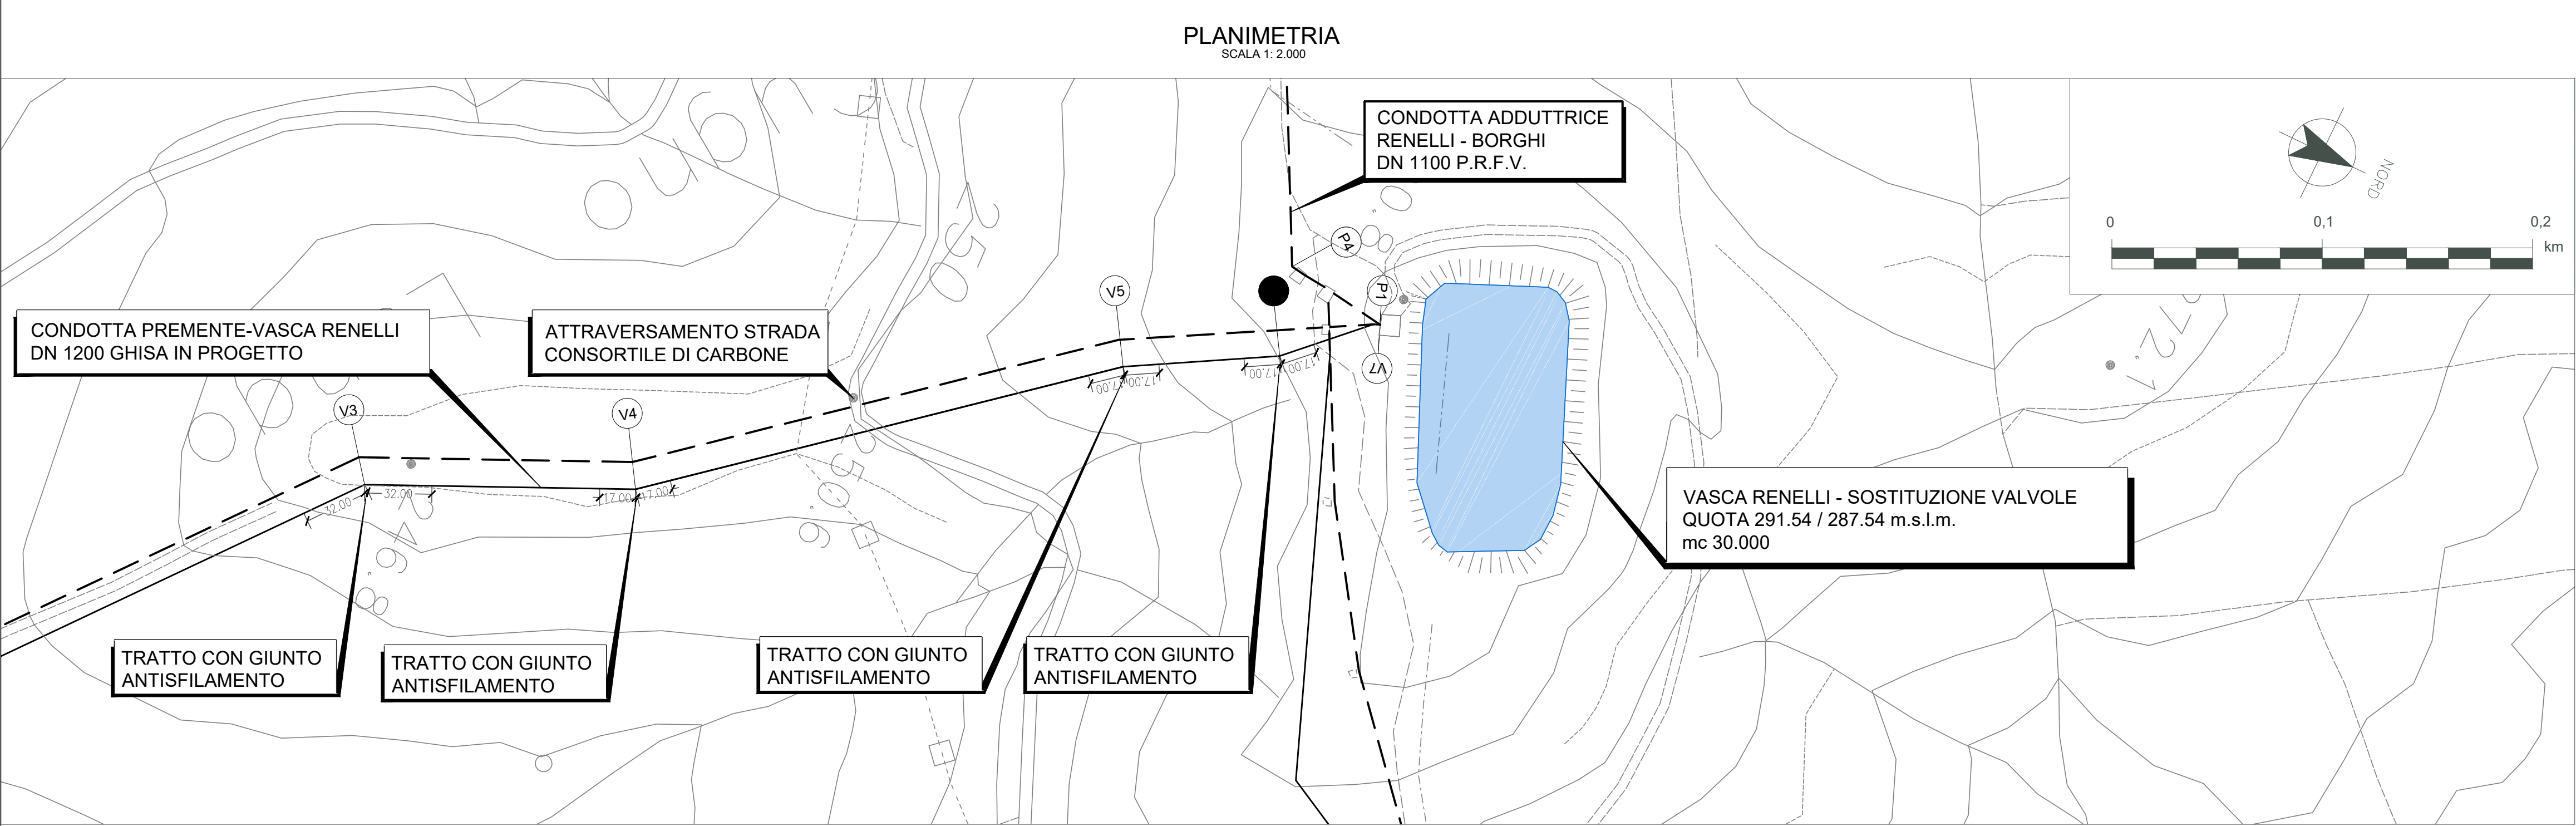 PLANIMETRIA
SCALA 1: 2.000
CONDOTTA ADDUTTRICE
RENELLI - BORGHI
DN 1100 P.R.F.V.
NORD
0 0,1 0,2
km
P4
P1
V5
V7
CONDOTTA PREMENTE-VASCA RENELLI
DN 1200 GHISA IN PROGETTO
ATTRAVERSAMENTO STRADA
CONSORTILE DI CARBONE
V3
V4
17.00 17.00
17.00 17.00
32.00 32.00
17.00 17.00
VASCA RENELLI - SOSTITUZIONE VALVOLE
QUOTA 291.54 / 287.54 m.s.l.m.
mc 30.000
TRATTO CON GIUNTO
ANTISFILAMENTO
TRATTO CON GIUNTO
ANTISFILAMENTO
TRATTO CON GIUNTO
ANTISFILAMENTO
TRATTO CON GIUNTO
ANTISFILAMENTO